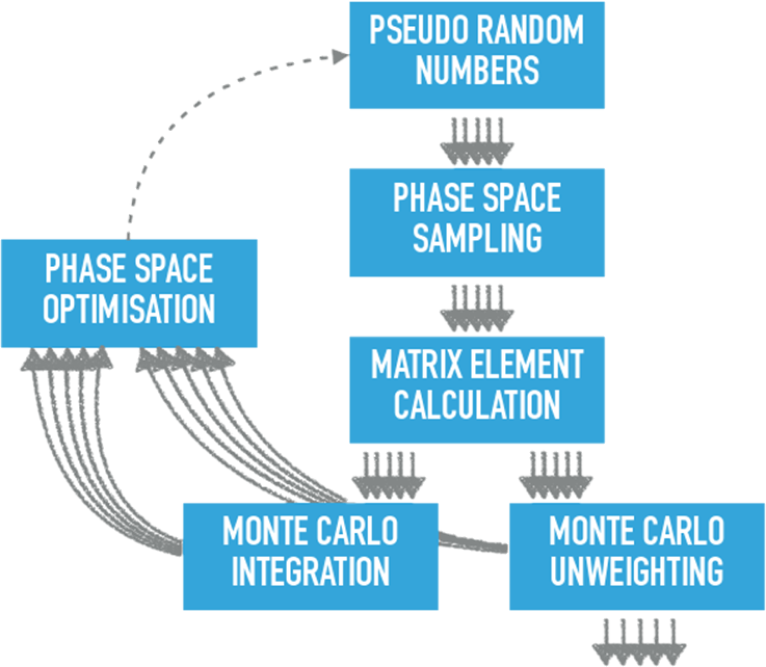 PSEUDO RANDOM
NUMBERS
PHASE SPACE
SAMPLING
PHASE SPACE
OPTIMISATION
MATRIX ELEMENT
CALCULATION
MONTE CARLO
INTEGRATION
MONTE CARLO
UNWEIGHTING